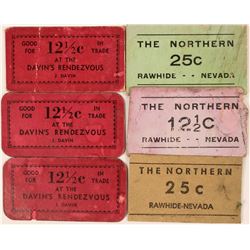 GOOD FOR 12½c IN TRADE
AT THE
DAVIN'S RENDEZVOUS
J. DAVIN
THE NORTHERN
25c
RAWHIDE - - NEVADA
GOOD FOR 12½c IN TRADE
AT THE
DAVIN'S RENDEZVOUS
J. DAVIN
THE NORTHERN
12½c
RAWHIDE - - NEVADA
GOOD FOR 12½c IN TRADE
AT THE
DAVIN'S RENDEZVOUS
J. DAVIN
THE NORTHERN
25c
RAWHIDE-NEVADA